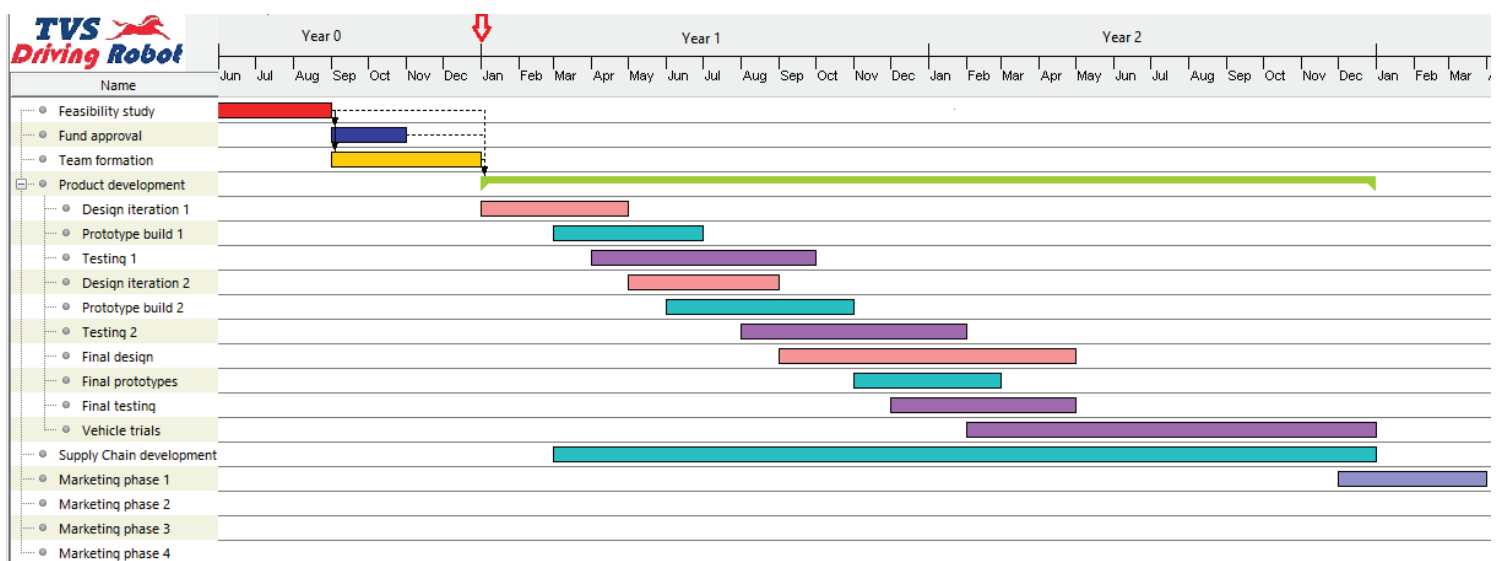 TVS
Driving Robot
Year 0 Year 1 Year 2
Jun Jul Aug Sep Oct Nov Dec Jan Feb Mar Apr May Jun Jul Aug Sep Oct Nov Dec Jan Feb Mar Apr May Jun Jul Aug Sep Oct Nov Dec Jan Feb Mar
Name
Feasibility study
Fund approval
Team formation
Product development
Design iteration 1
Prototype build 1
Testing 1
Design iteration 2
Prototype build 2
Testing 2
Final design
Final prototypes
Final testing
Vehicle trials
Supply Chain development
Marketing phase 1
Marketing phase 2
Marketing phase 3
Marketing phase 4